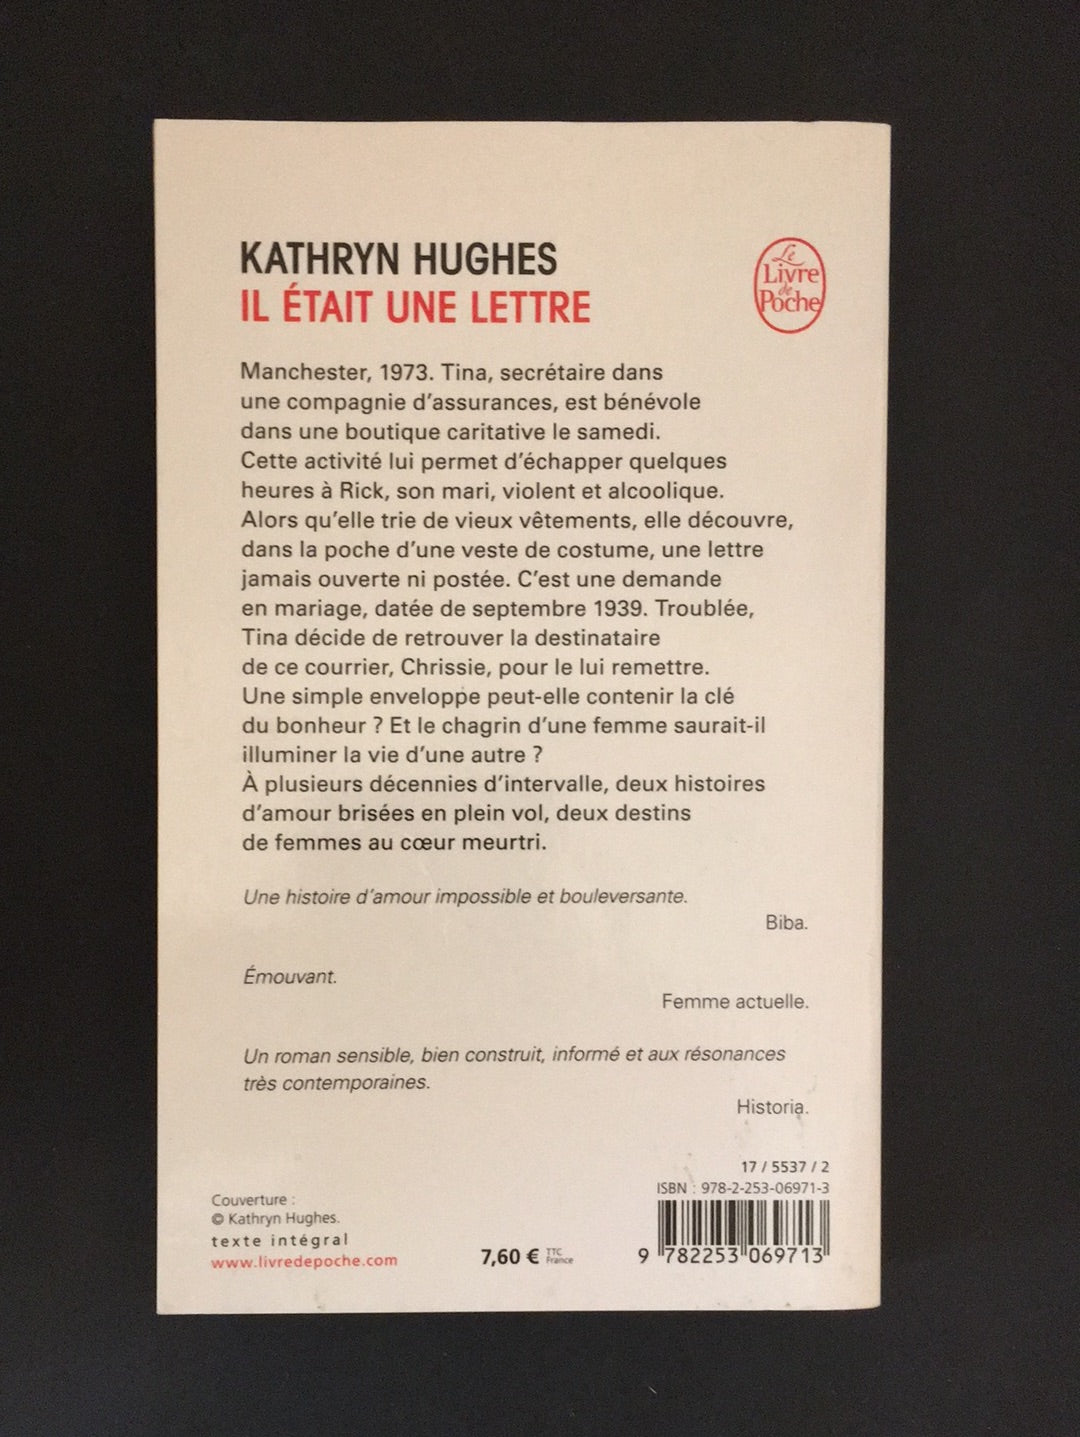 KATHRYN HUGHES
IL ÉTAIT UNE LETTRE
Le
Livre
de
Poche
Manchester, 1973. Tina, secrétaire dans
une compagnie d'assurances, est bénévole
dans une boutique caritative le samedi.
Cette activité lui permet d'échapper quelques
heures à Rick, son mari, violent et alcoolique.
Alors qu'elle trie de vieux vêtements, elle découvre,
dans la poche d'une veste de costume, une lettre
jamais ouverte ni postée. C'est une demande
en mariage, datée de septembre 1939. Troublée,
Tina décide de retrouver la destinataire
de ce courrier, Chrissie, pour le lui remettre.
Une simple enveloppe peut-elle contenir la clé
du bonheur ? Et le chagrin d'une femme saurait-il
illuminer la vie d'une autre ?
À plusieurs décennies d'intervalle, deux histoires
d'amour brisées en plein vol, deux destins
de femmes au cœur meurtri.
Une histoire d'amour impossible et bouleversante.
Biba.
Émouvant.
Femme actuelle.
Un roman sensible, bien construit, informé et aux résonances
très contemporaines.
Historia.
Couverture :
© Kathryn Hughes.
texte intégral
www.livredepoche.com
7,60 € TTC
France
17 / 5537 / 2
ISBN : 978-2-253-06971-3
9 782253 069713